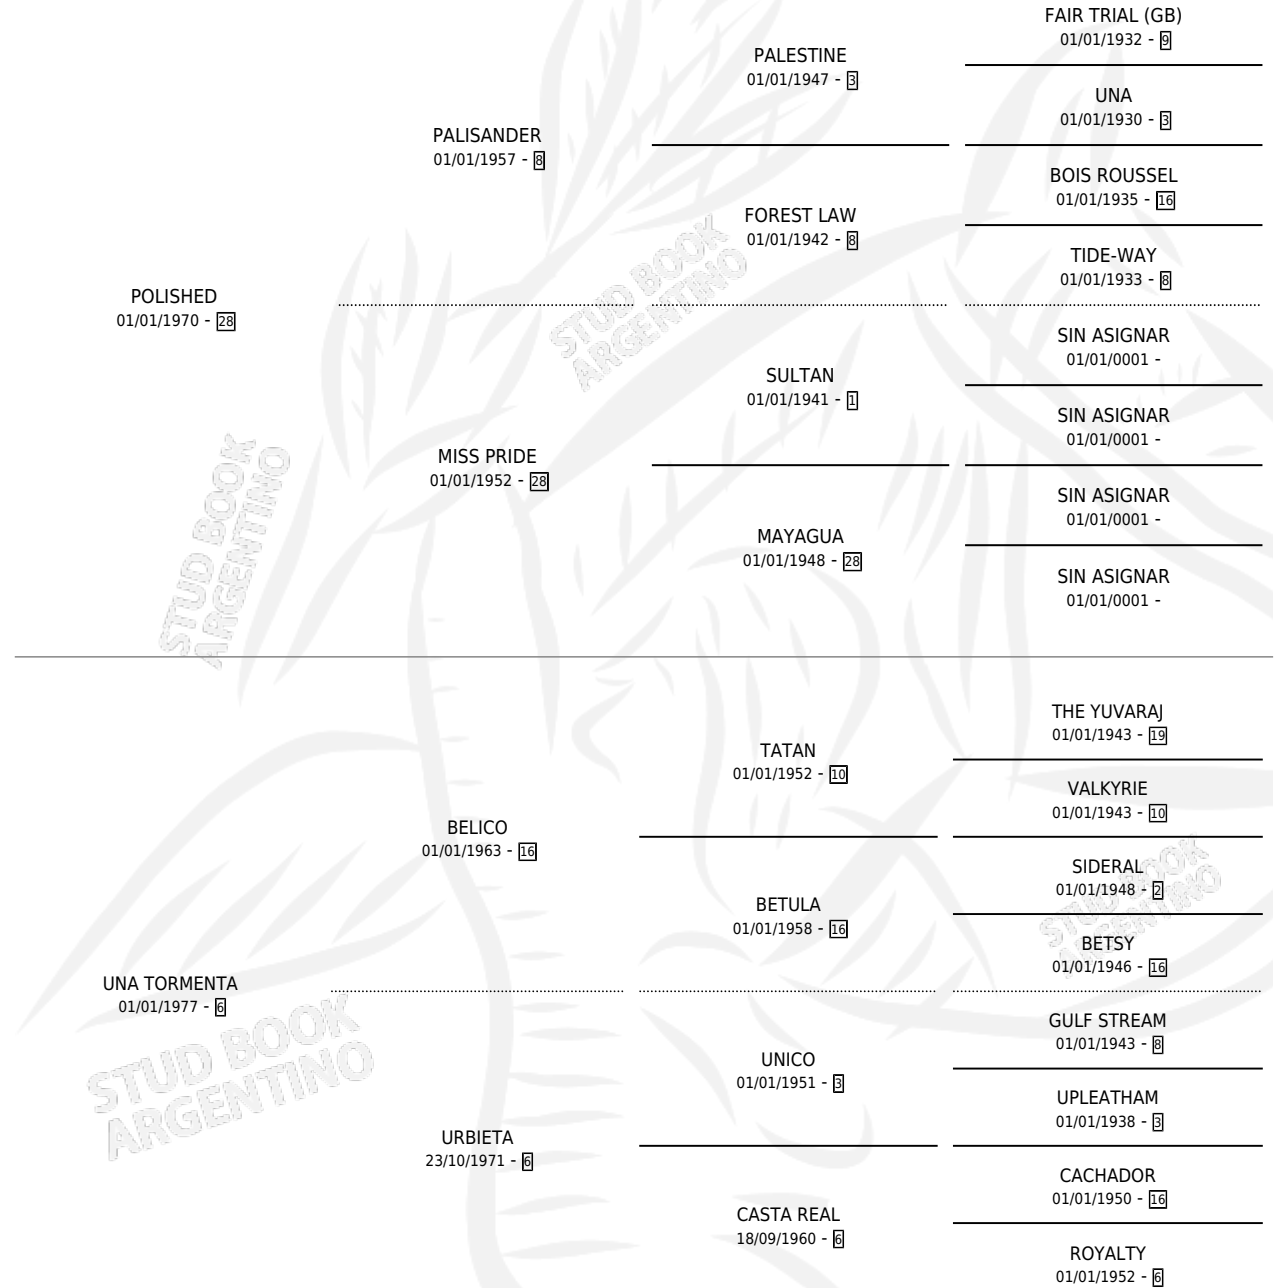 FAIR TRIAL (GB)
01/01/1932 - 9
PALESTINE
01/01/1947 - 3
UNA
01/01/1930 - 3
PALISANDER
01/01/1957 - 8
BOIS ROUSSEL
01/01/1935 - 16
FOREST LAW
01/01/1942 - 8
TIDE-WAY
01/01/1933 - 8
POLISHED
01/01/1970 - 28
SIN ASIGNAR
01/01/0001 -
SULTAN
01/01/1941 - 1
SIN ASIGNAR
01/01/0001 -
MISS PRIDE
01/01/1952 - 28
SIN ASIGNAR
01/01/0001 -
MAYAGUA
01/01/1948 - 28
SIN ASIGNAR
01/01/0001 -
THE YUVARAJ
01/01/1943 - 19
TATAN
01/01/1952 - 10
VALKYRIE
01/01/1943 - 10
BELICO
01/01/1963 - 16
SIDERAL
01/01/1948 - 2
BETULA
01/01/1958 - 16
BETSY
01/01/1946 - 16
UNA TORMENTA
01/01/1977 - 6
GULF STREAM
01/01/1943 - 8
UNICO
01/01/1951 - 3
UPLEATHAM
01/01/1938 - 3
URBIETA
23/10/1971 - 6
CACHADOR
01/01/1950 - 16
CASTA REAL
18/09/1960 - 6
ROYALTY
01/01/1952 - 6
STUD BOOK
ARGENTINO
STUD BOOK
ARGENTINO
STUD BOOK
ARGENTINO
STUD BOOK
ARGENTINO